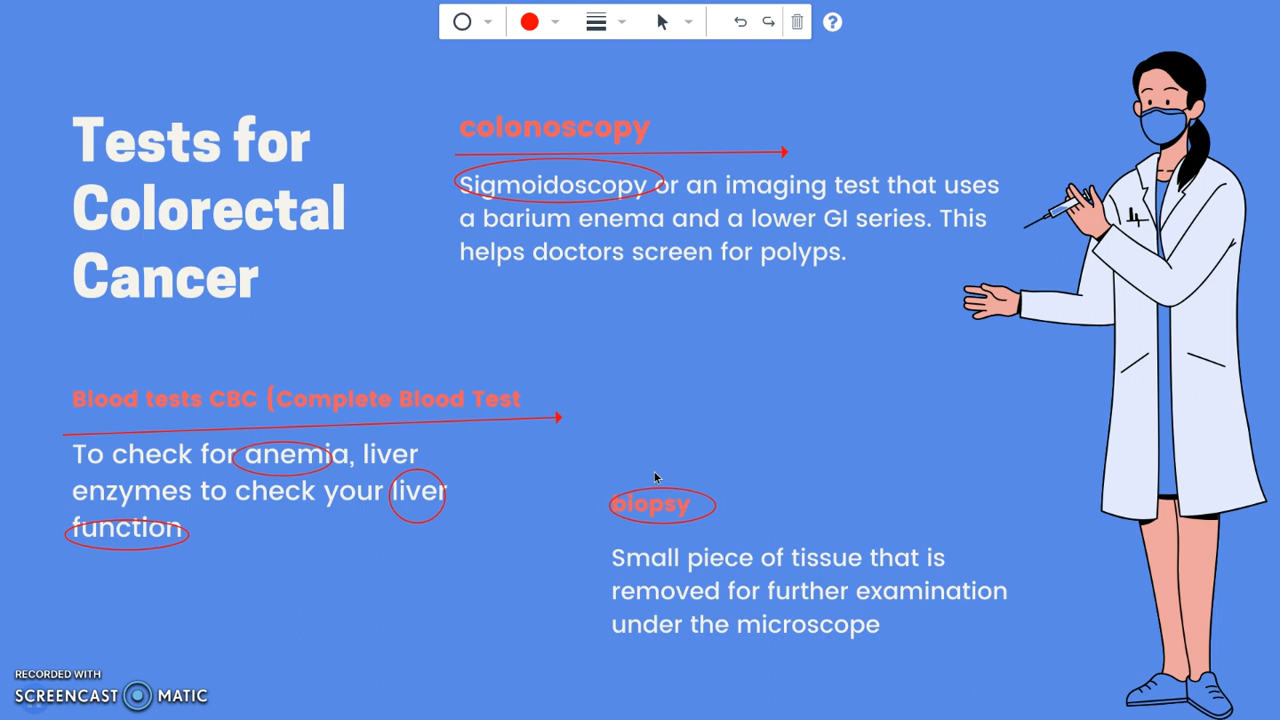 Tests for
Colorectal
Cancer
colonoscopy
Sigmoidoscopy or an imaging test that uses
a barium enema and a lower GI series. This
helps doctors screen for polyps.
Blood tests CBC {Complete Blood Test
To check for anemia, liver
enzymes to check your liver
function
biopsy
Small piece of tissue that is
removed for further examination
under the microscope
RECORDED WITH
SCREENCAST MATIC
?